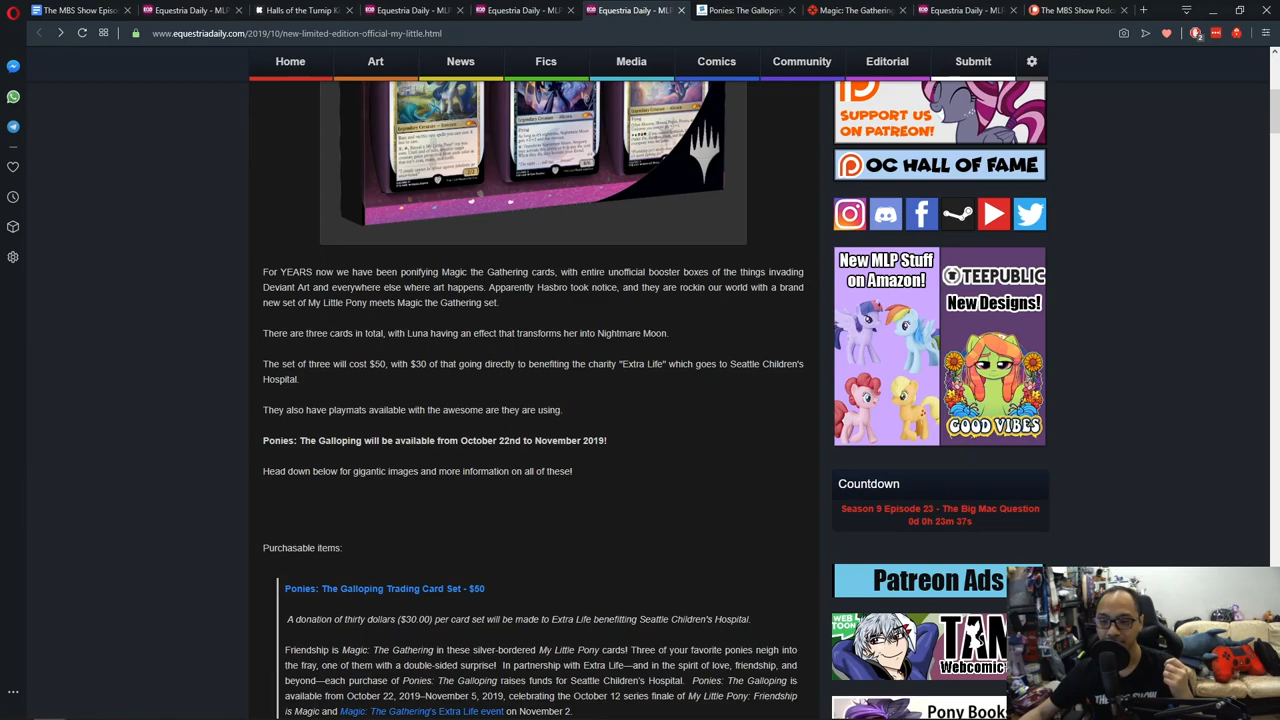 The MBS Show Episo
Equestria Daily - MLP
Halls of the Turnip Ki
Equestria Daily - MLP
Equestria Daily - MLP
Equestria Daily - MLP
Ponies The Galloping
Magic: The Gathering
Equestria Daily - MLP
The MBS Show Podca
www.equestriadaily.com/2019/10/new-limited-edition-official-my-little.html
Home Art News Fics Media Comics Community Editorial Submit
SUPPORT US
ON PATREON!
OC HALL OF FAME
For YEARS now we have been ponifying Magic the Gathering cards, with entire unofficial booster boxes of the things invading
Deviant Art and everywhere else where art happens. Apparently Hasbro took notice, and they are rockin our world with a brand
new set of My Little Pony meets Magic the Gathering set.
There are three cards in total, with Luna having an effect that transforms her into Nightmare Moon.
The set of three will cost $50, with $30 of that going directly to benefiting the charity "Extra Life" which goes to Seattle Children's
Hospital.
They also have playmats available with the awesome are they are using.
Ponies: The Galloping will be available from October 22nd to November 2019!
Head down below for gigantic images and more information on all of these!
Purchasable items:
Ponies: The Galloping Trading Card Set - $50
A donation of thirty dollars ($30.00) per card set will be made to Extra Life benefitting Seattle Children's Hospital.
Friendship is Magic: The Gathering in these silver-bordered My Little Pony cards! Three of your favorite ponies neigh into
the fray, one of them with a double-sided surprise! In partnership with Extra Life—and in the spirit of love, friendship, and
beyond—each purchase of Ponies: The Galloping raises funds for Seattle Children's Hospital. Ponies: The Galloping is
available from October 22, 2019–November 5, 2019, celebrating the October 12 series finale of My Little Pony: Friendship
is Magic and Magic: The Gathering's Extra Life event on November 2.
New MLP Stuff
on Amazon!
TEEPUBLIC
New Designs!
GOOD VIBES
Countdown
Season 9 Episode 23 - The Big Mac Question
0d 0h 23m 37s
Patreon Ads
WEB
TOON
TAN
Webcomic
Pony Books
THE MBS